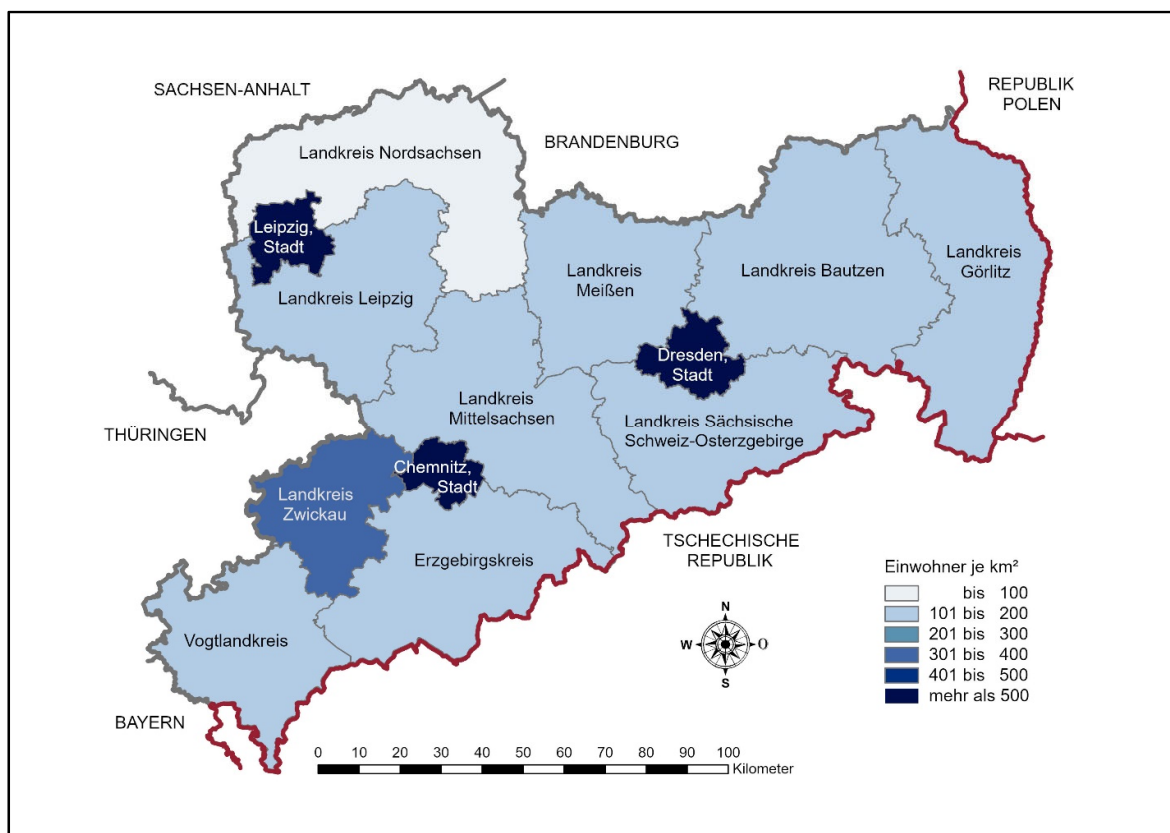 SACHSEN-ANHALT
REPUBLIK
POLEN
BRANDENBURG
Landkreis Nordsachsen
Leipzig,
Stadt
Landkreis
Meißen
Landkreis Bautzen
Landkreis
Görlitz
Landkreis Leipzig
Dresden,
Stadt
Landkreis
Mittelsachsen
Landkreis Sächsische
Schweiz-Osterzgebirge
THÜRINGEN
Chemnitz,
Stadt
Landkreis
Zwickau
TSCHECHISCHE
REPUBLIK
Erzgebirgskreis
Vogtlandkreis
BAYERN
Einwohner je km²
bis 100
101 bis 200
201 bis 300
301 bis 400
401 bis 500
mehr als 500
N
W O
S
0 10 20 30 40 50 60 70 80 90 100
Kilometer